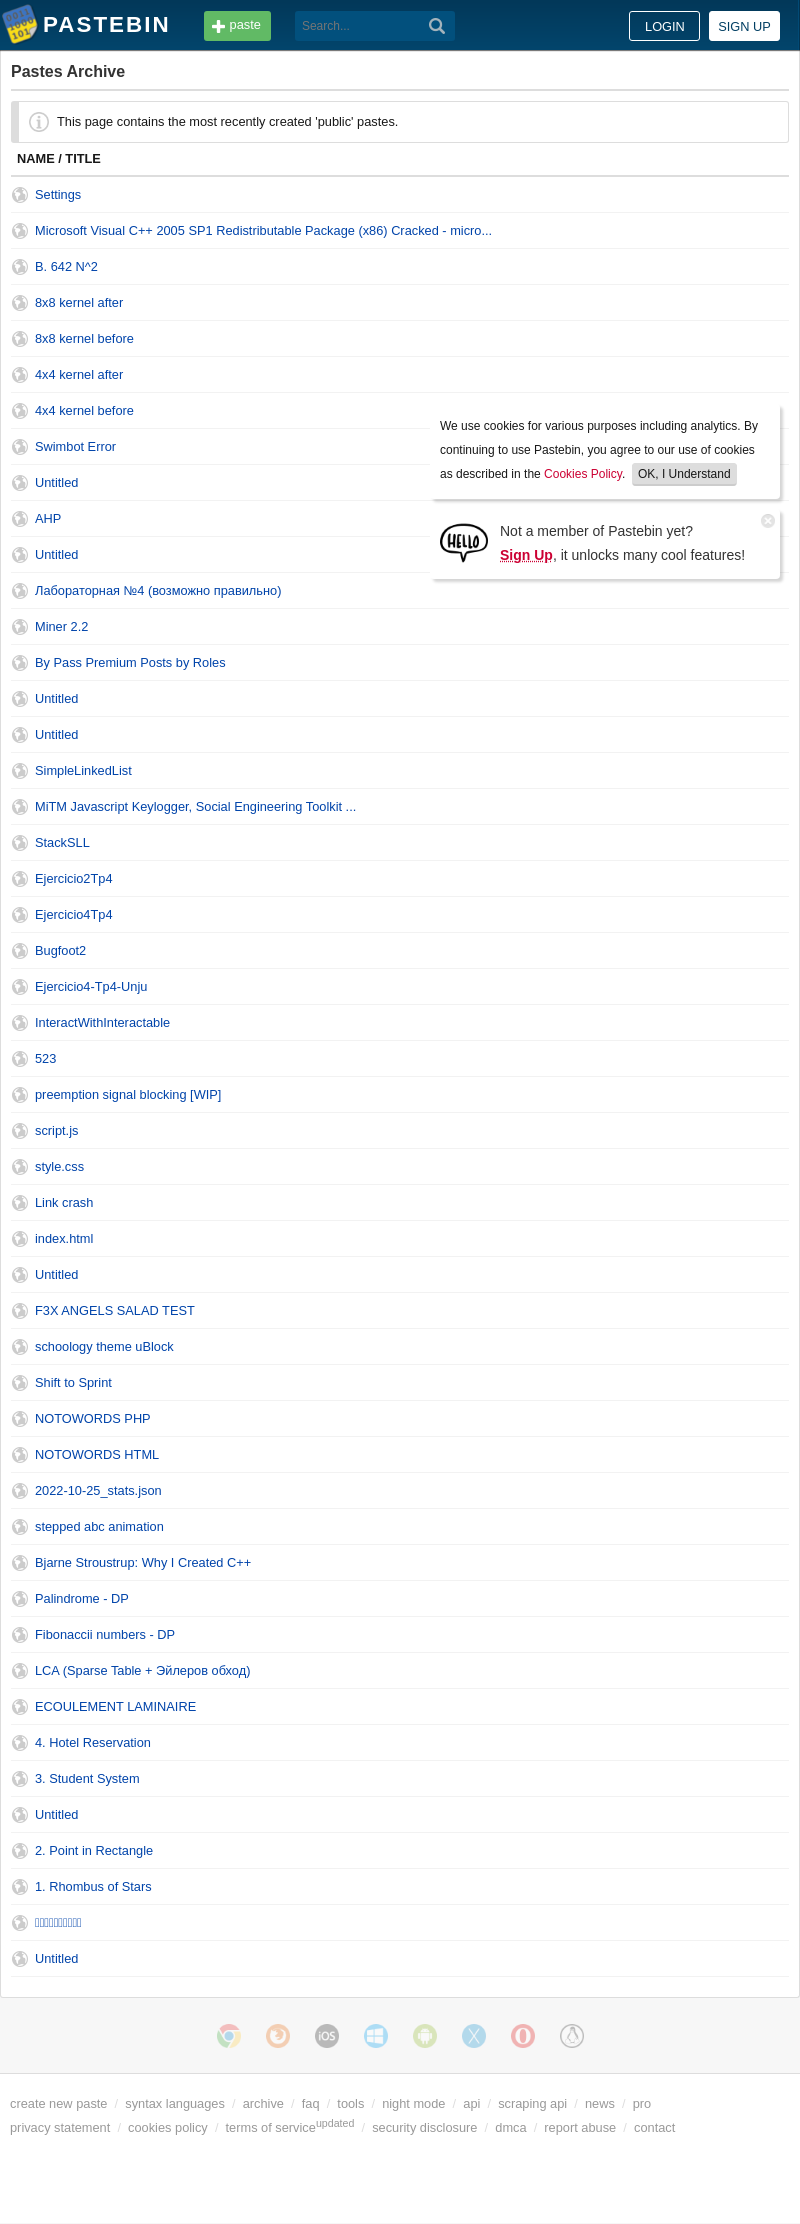 PASTEBIN
paste
Search...
LOGIN
SIGN UP
Pastes Archive
This page contains the most recently created 'public' pastes.
NAME / TITLE
Settings
Microsoft Visual C++ 2005 SP1 Redistributable Package (x86) Cracked - micro...
B. 642 N^2
8x8 kernel after
8x8 kernel before
4x4 kernel after
4x4 kernel before
We use cookies for various purposes including analytics. By
continuing to use Pastebin, you agree to our use of cookies
as described in the Cookies Policy. OK, I Understand
Swimbot Error
Untitled
AHP
HELLO
Not a member of Pastebin yet?
Sign Up, it unlocks many cool features!
Untitled
Лабораторная №4 (возможно правильно)
Miner 2.2
By Pass Premium Posts by Roles
Untitled
Untitled
SimpleLinkedList
MiTM Javascript Keylogger, Social Engineering Toolkit ...
StackSLL
Ejercicio2Tp4
Ejercicio4Tp4
Bugfoot2
Ejercicio4-Tp4-Unju
InteractWithInteractable
523
preemption signal blocking [WIP]
script.js
style.css
Link crash
index.html
Untitled
F3X ANGELS SALAD TEST
schoology theme uBlock
Shift to Sprint
NOTOWORDS PHP
NOTOWORDS HTML
2022-10-25_stats.json
stepped abc animation
Bjarne Stroustrup: Why I Created C++
Palindrome - DP
Fibonaccii numbers - DP
LCA (Sparse Table + Эйлеров обход)
ECOULEMENT LAMINAIRE
4. Hotel Reservation
3. Student System
Untitled
2. Point in Rectangle
1. Rhombus of Stars
Untitled
iOS
create new paste / syntax languages / archive / faq / tools / night mode / api / scraping api / news / pro
privacy statement / cookies policy / terms of service updated / security disclosure / dmca / report abuse / contact